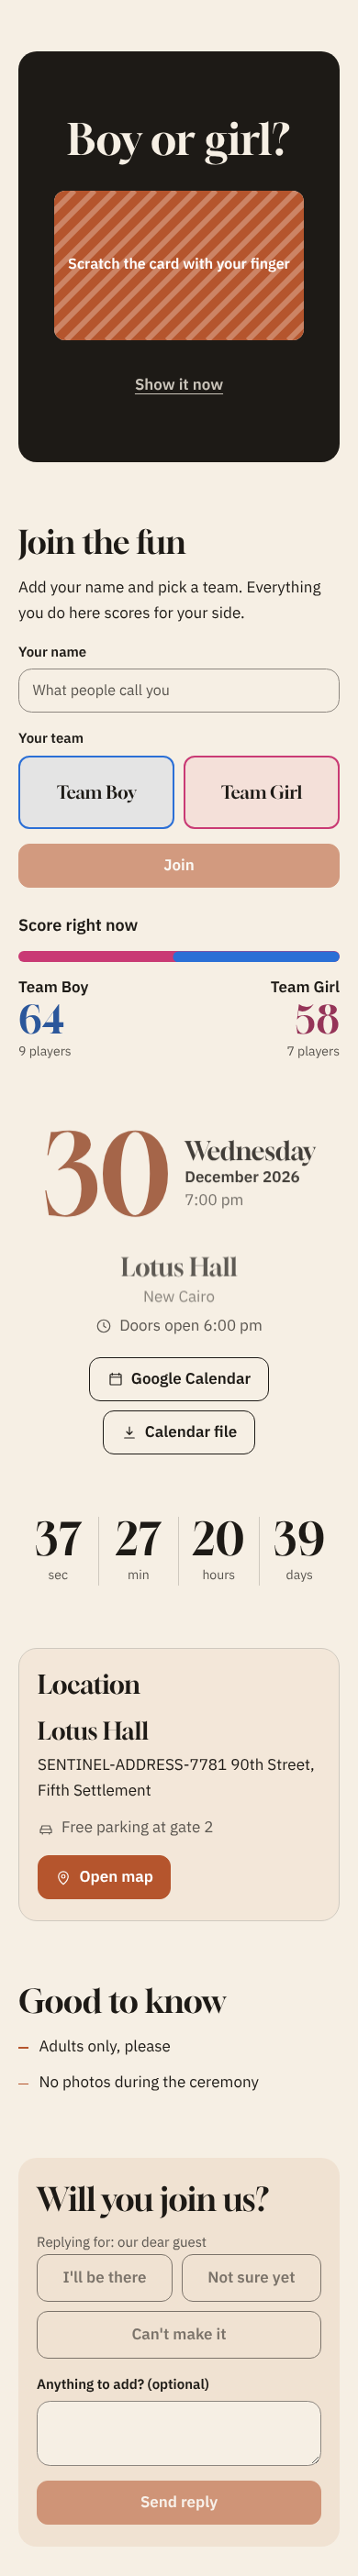 Boy or girl?
Scratch the card with your finger
Show it now
Join the fun
Add your name and pick a team. Everything
you do here scores for your side.
Your name
What people call you
Your team
Team Boy
Team Girl
Join
Score right now
Team Boy
Team Girl
64
58
9 players
7 players
30
Wednesday
December 2026
7:00 pm
Lotus Hall
New Cairo
Doors open 6:00 pm
Google Calendar
Calendar file
37
27
20
39
sec
min
hours
days
Location
Lotus Hall
SENTINEL-ADDRESS-7781 90th Street,
Fifth Settlement
Free parking at gate 2
Open map
Good to know
Adults only, please
No photos during the ceremony
Will you join us?
Replying for: our dear guest
I'll be there
Not sure yet
Can't make it
Anything to add? (optional)
Send reply